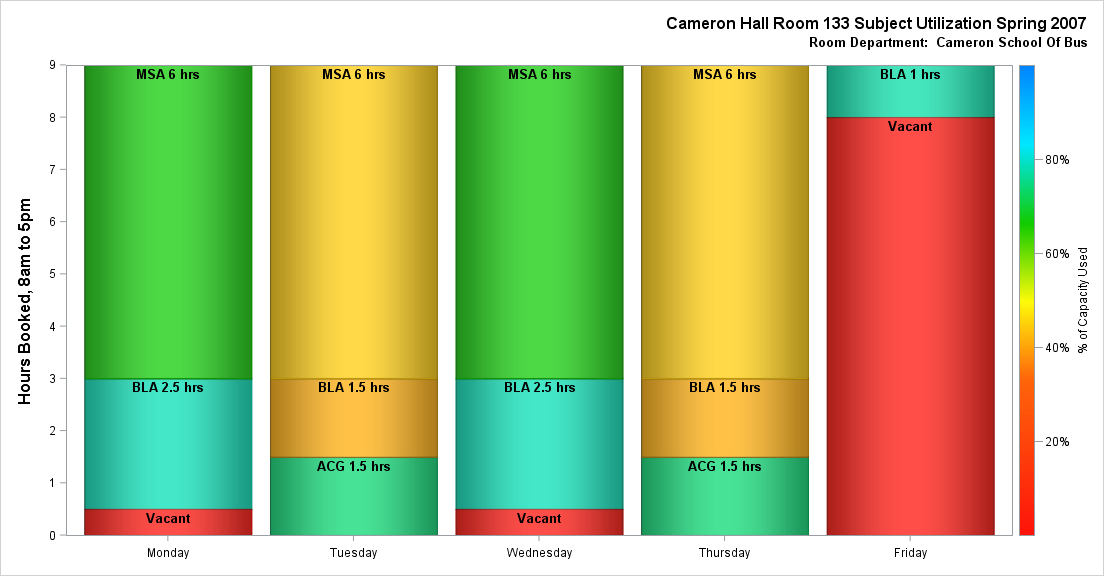 Cameron Hall Room 133 Subject Utilization Spring 2007
Room Department:  Cameron School Of Bus
Hours Booked, 8am to 5pm
9
8
7
6
5
4
3
2
1
0
MSA 6 hrs
BLA 2.5 hrs
Vacant
MSA 6 hrs
BLA 1.5 hrs
ACG 1.5 hrs
MSA 6 hrs
BLA 2.5 hrs
Vacant
MSA 6 hrs
BLA 1.5 hrs
ACG 1.5 hrs
BLA 1 hrs
Vacant
Monday
Tuesday
Wednesday
Thursday
Friday
80%
60%
40%
20%
% of Capacity Used